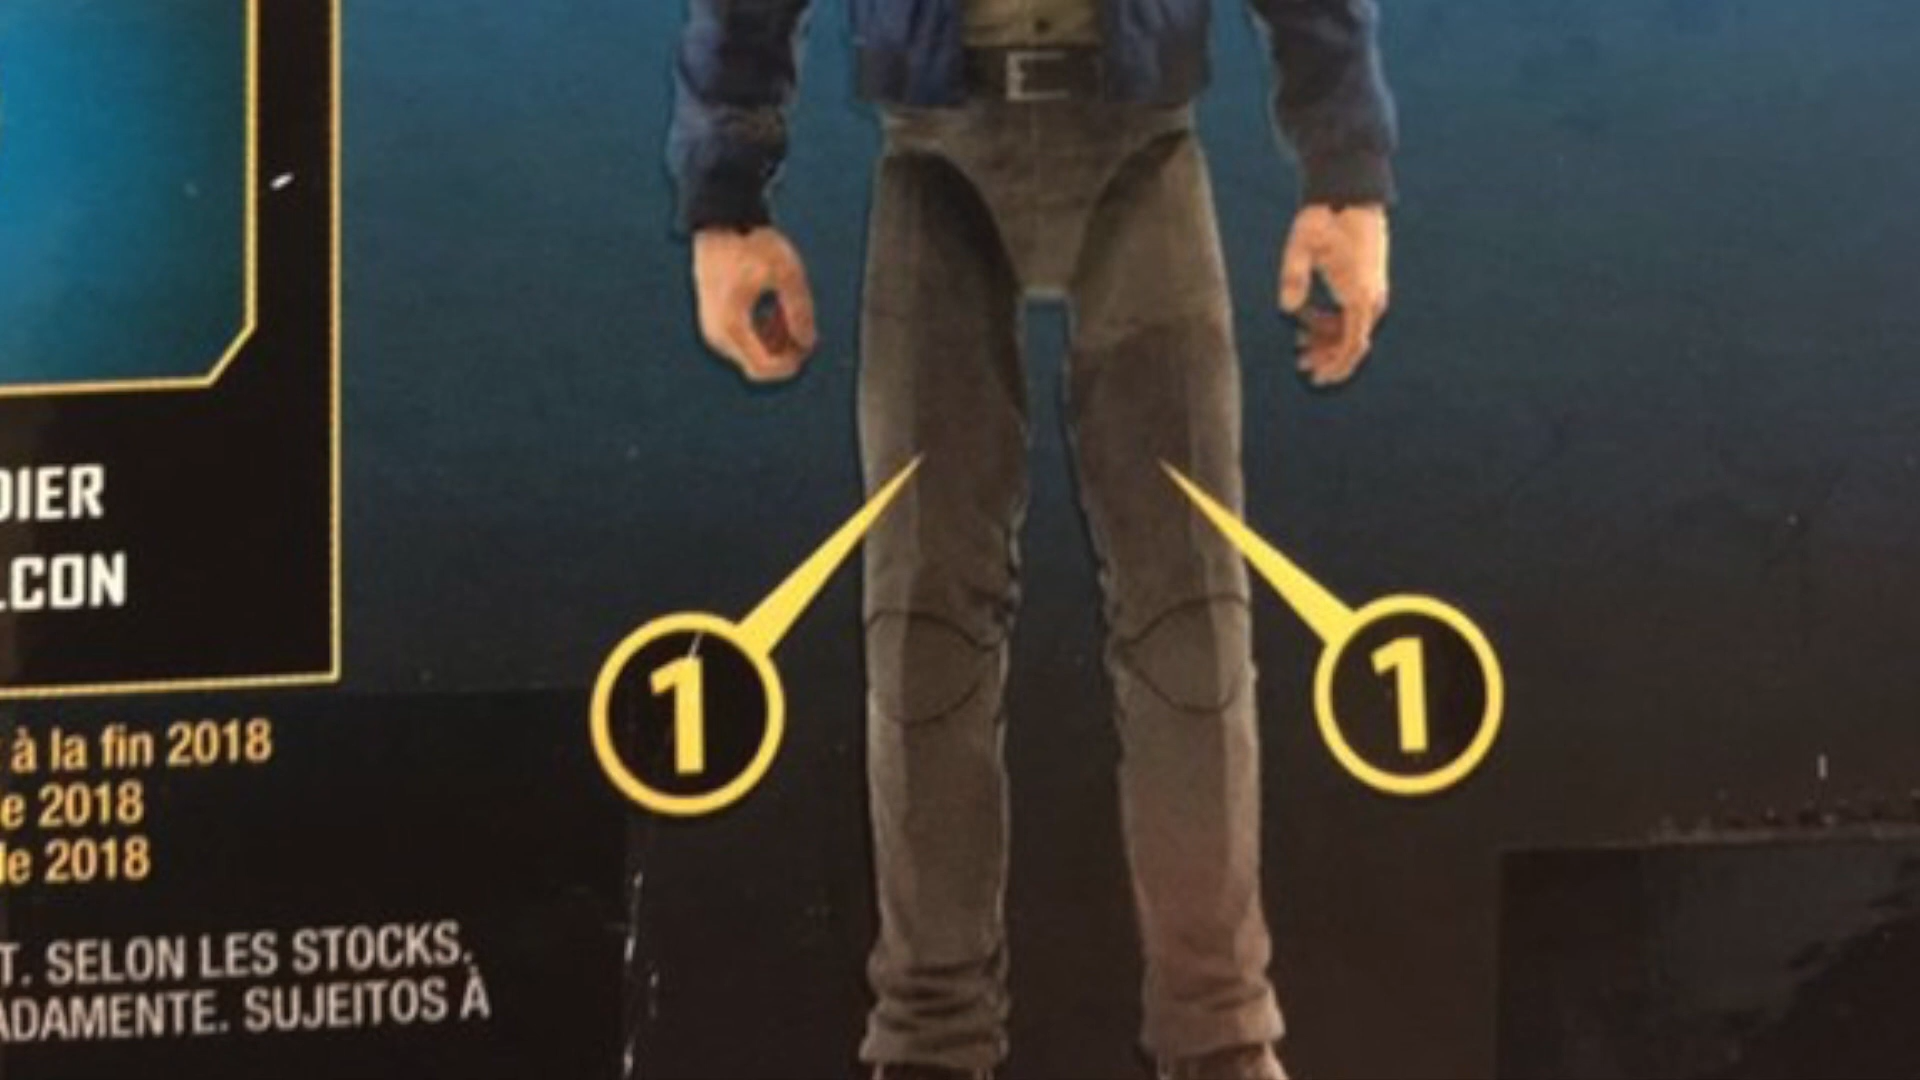 DIER
LCON
à la fin 2018
e 2018
de 2018
T. SELON LES STOCKS.
ADAMENTE. SUJEITOS À
1
1